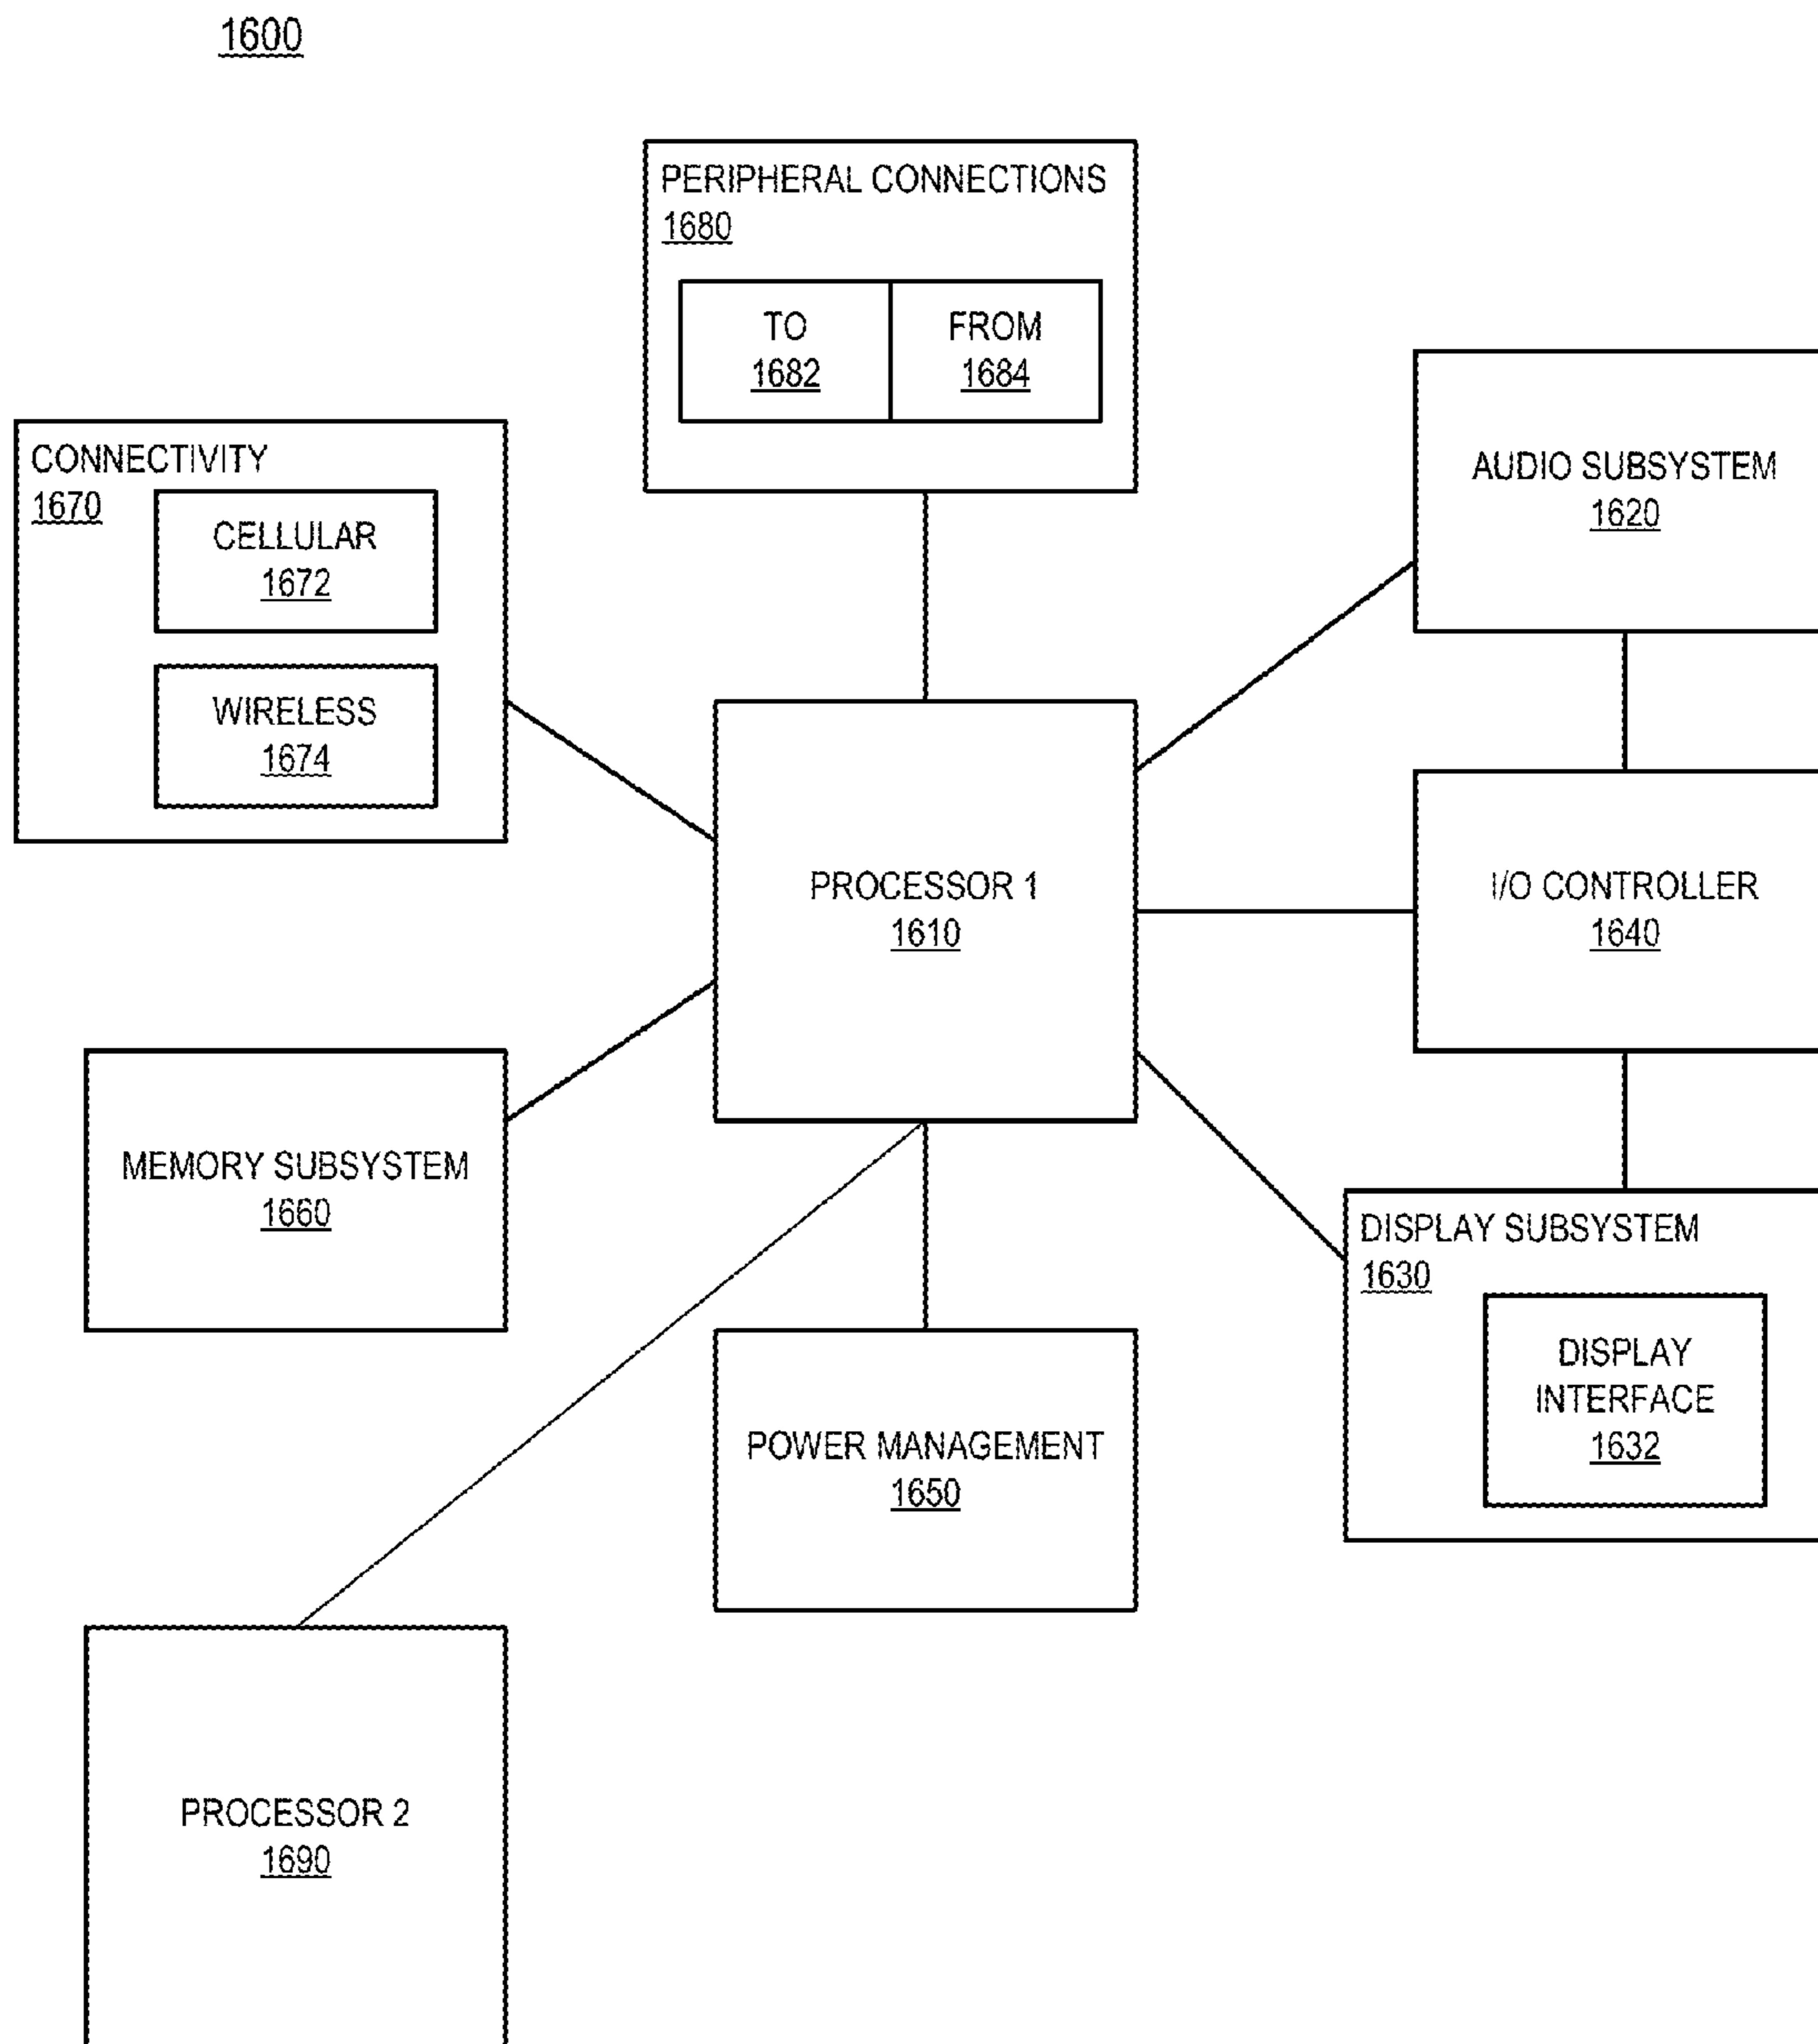 1600
PERIPHERAL CONNECTIONS
1680
TO
1682
FROM
1684
AUDIO SUBSYSTEM
1620
CONNECTIVITY
1670
CELLULAR
1672
WIRELESS
1674
PROCESSOR 1
1610
I/O CONTROLLER
1640
MEMORY SUBSYSTEM
1660
DISPLAY SUBSYSTEM
1630
DISPLAY
INTERFACE
1632
POWER MANAGEMENT
1650
PROCESSOR 2
1690